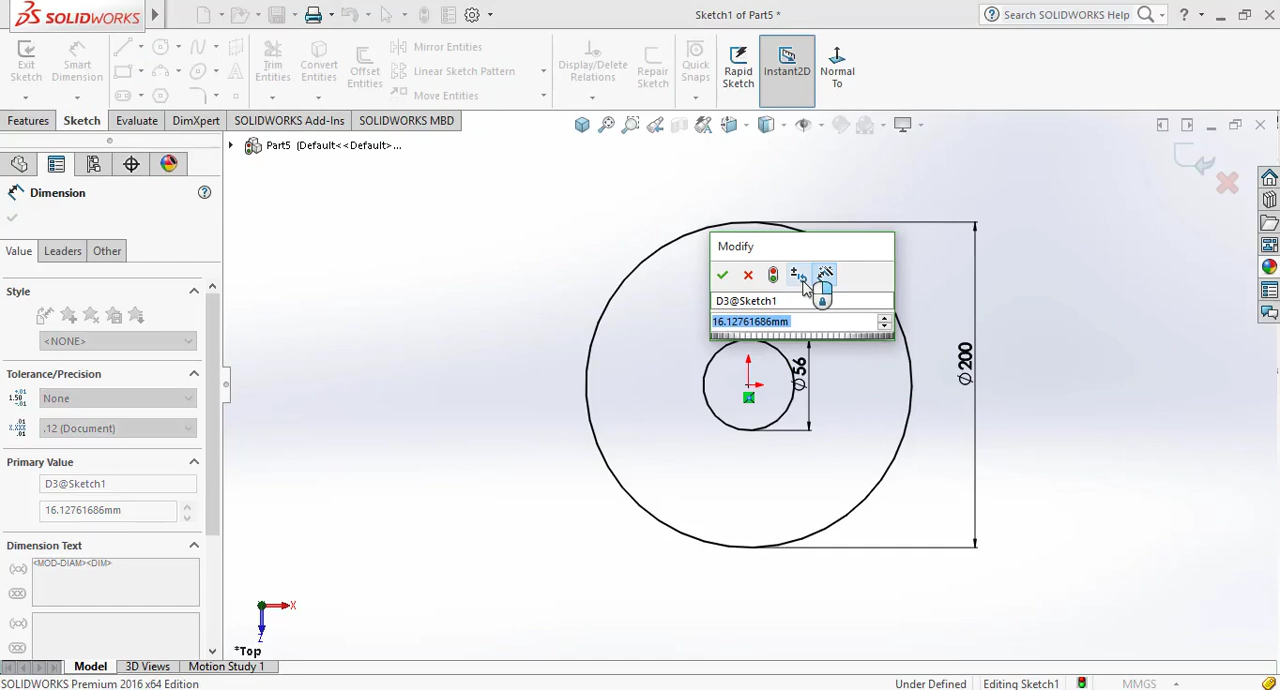 SOLIDWORKS
Sketch1 of Part5 *
Search SOLIDWORKS Help
?
Exit Sketch
Smart Dimension
Trim Entities
Convert Entities
Offset Entities
Mirror Entities
Linear Sketch Pattern
Move Entities
Display/Delete Relations
Repair Sketch
Quick Snaps
Rapid Sketch
Instant2D
Normal To
Features
Sketch
Evaluate
DimXpert
SOLIDWORKS Add-Ins
SOLIDWORKS MBD
Part5 (Default<<Default>...
Dimension
Value
Leaders
Other
Style
<NONE>
Tolerance/Precision
None
.12 (Document)
Primary Value
D3@Sketch1
16.12761686mm
Dimension Text
<MOD-DIAM><DIM>
Modify
D3@Sketch1
16.12761686mm
∅56
∅200
X
Z
*Top
Model
3D Views
Motion Study 1
SOLIDWORKS Premium 2016 x64 Edition
Under Defined
Editing Sketch1
MMGS